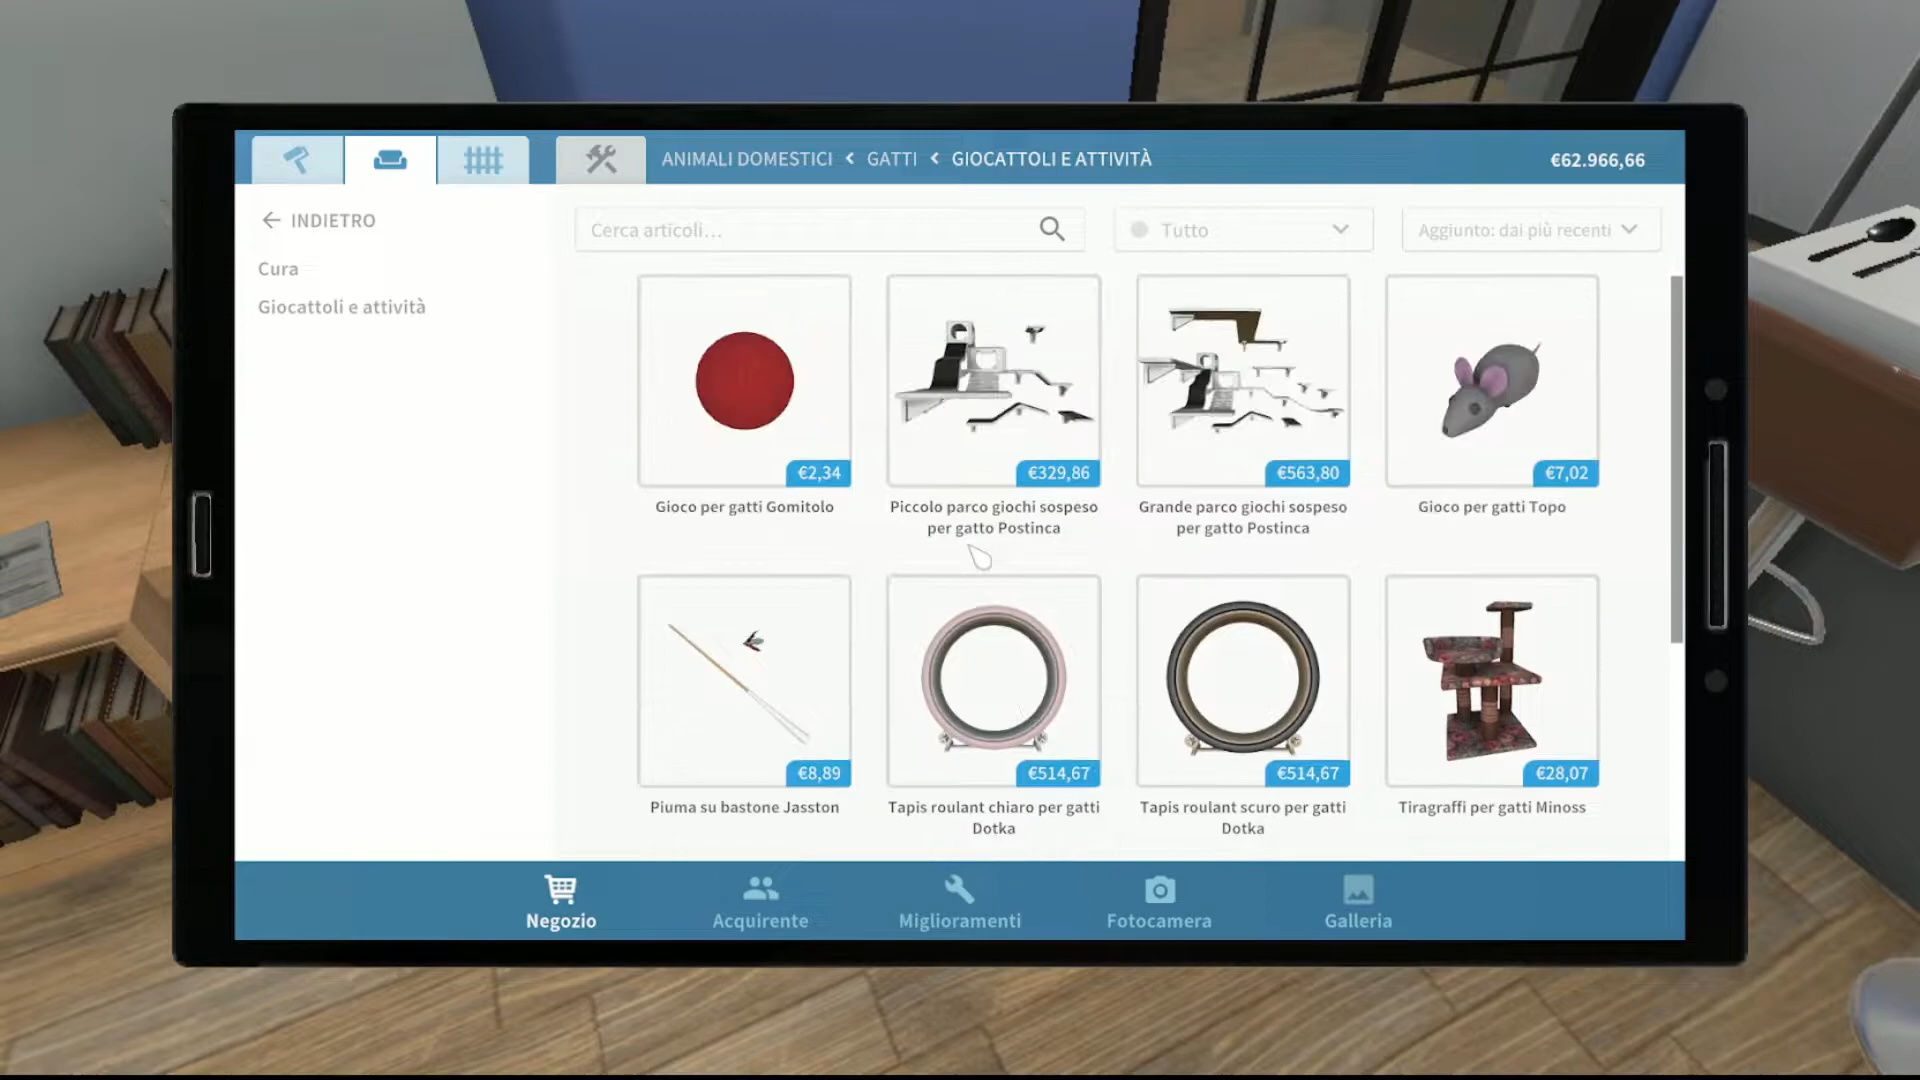 ANIMALI DOMESTICI < GATTI < GIOCATTOLI E ATTIVITÀ
€62.966,66
INDIETRO
Cerca articoli...
Tutto
Aggiunto: dai più recenti
Cura
Giocattoli e attività
€2,34
€329,86
€563,80
€7,02
Gioco per gatti Gomitolo
Piccolo parco giochi sospeso
per gatto Postinca
Grande parco giochi sospeso
per gatto Postinca
Gioco per gatti Topo
€8,89
€514,67
€514,67
€28,07
Piuma su bastone Jasston
Tapis roulant chiaro per gatti
Dotka
Tapis roulant scuro per gatti
Dotka
Tiragraffi per gatti Minoss
Negozio
Acquirente
Miglioramenti
Fotocamera
Galleria